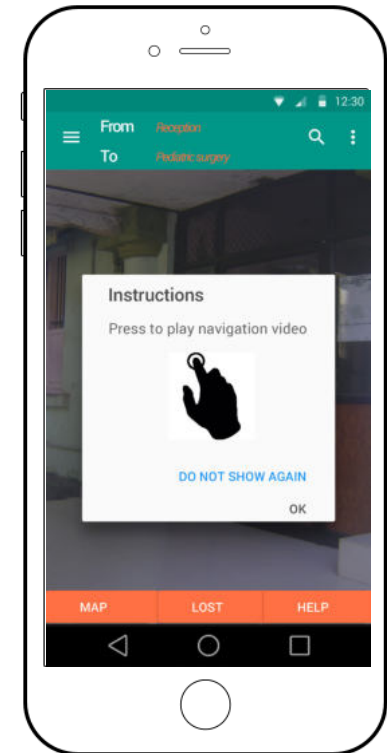 12:30
From Reception
To Pediatric surgery
Instructions
Press to play navigation video
DO NOT SHOW AGAIN
OK
MAP LOST HELP